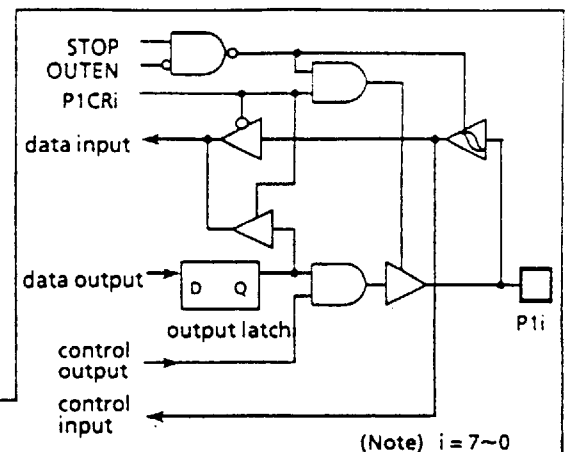 STOP
OUTEN
P1CRi
data input
data output
D Q
output latch
P1i
control
output
control
input
(Note) i = 7~0